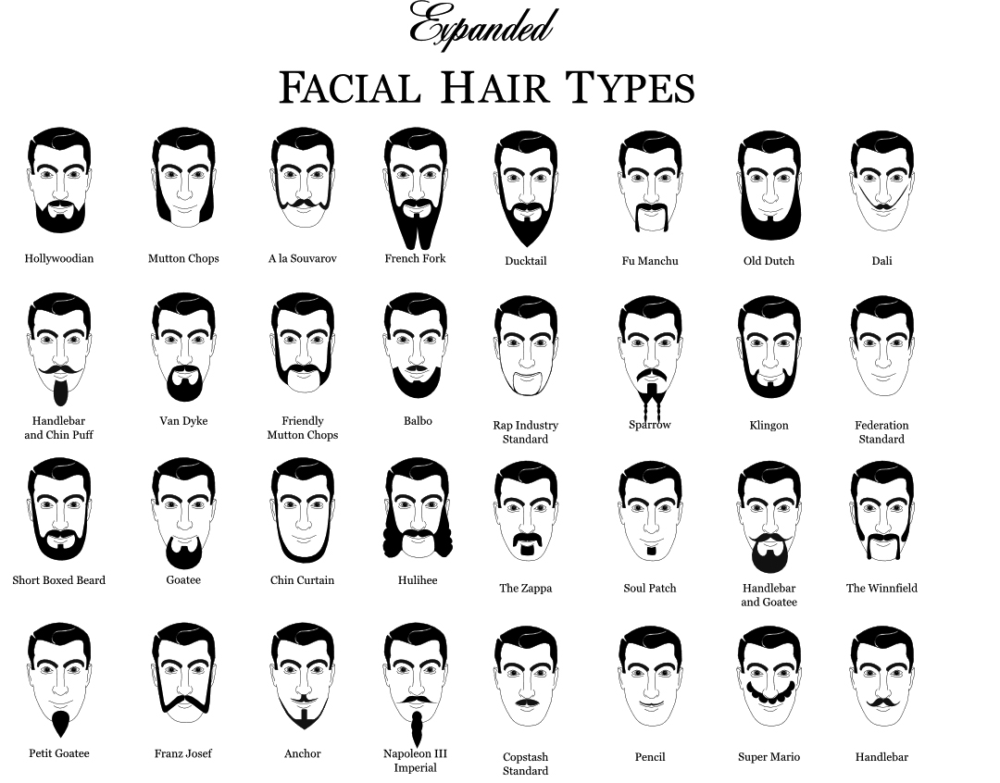 Expanded
FACIAL HAIR TYPES
Hollywoodian
Mutton Chops
A la Souvarov
French Fork
Ducktail
Fu Manchu
Old Dutch
Dali
Handlebar
and Chin Puff
Van Dyke
Friendly
Mutton Chops
Balbo
Rap Industry
Standard
Sparrow
Klingon
Federation
Standard
Short Boxed Beard
Goatee
Chin Curtain
Hulihee
The Zappa
Soul Patch
Handlebar
and Goatee
The Winnfield
Petit Goatee
Franz Josef
Anchor
Napoleon III
Imperial
Copstash
Standard
Pencil
Super Mario
Handlebar